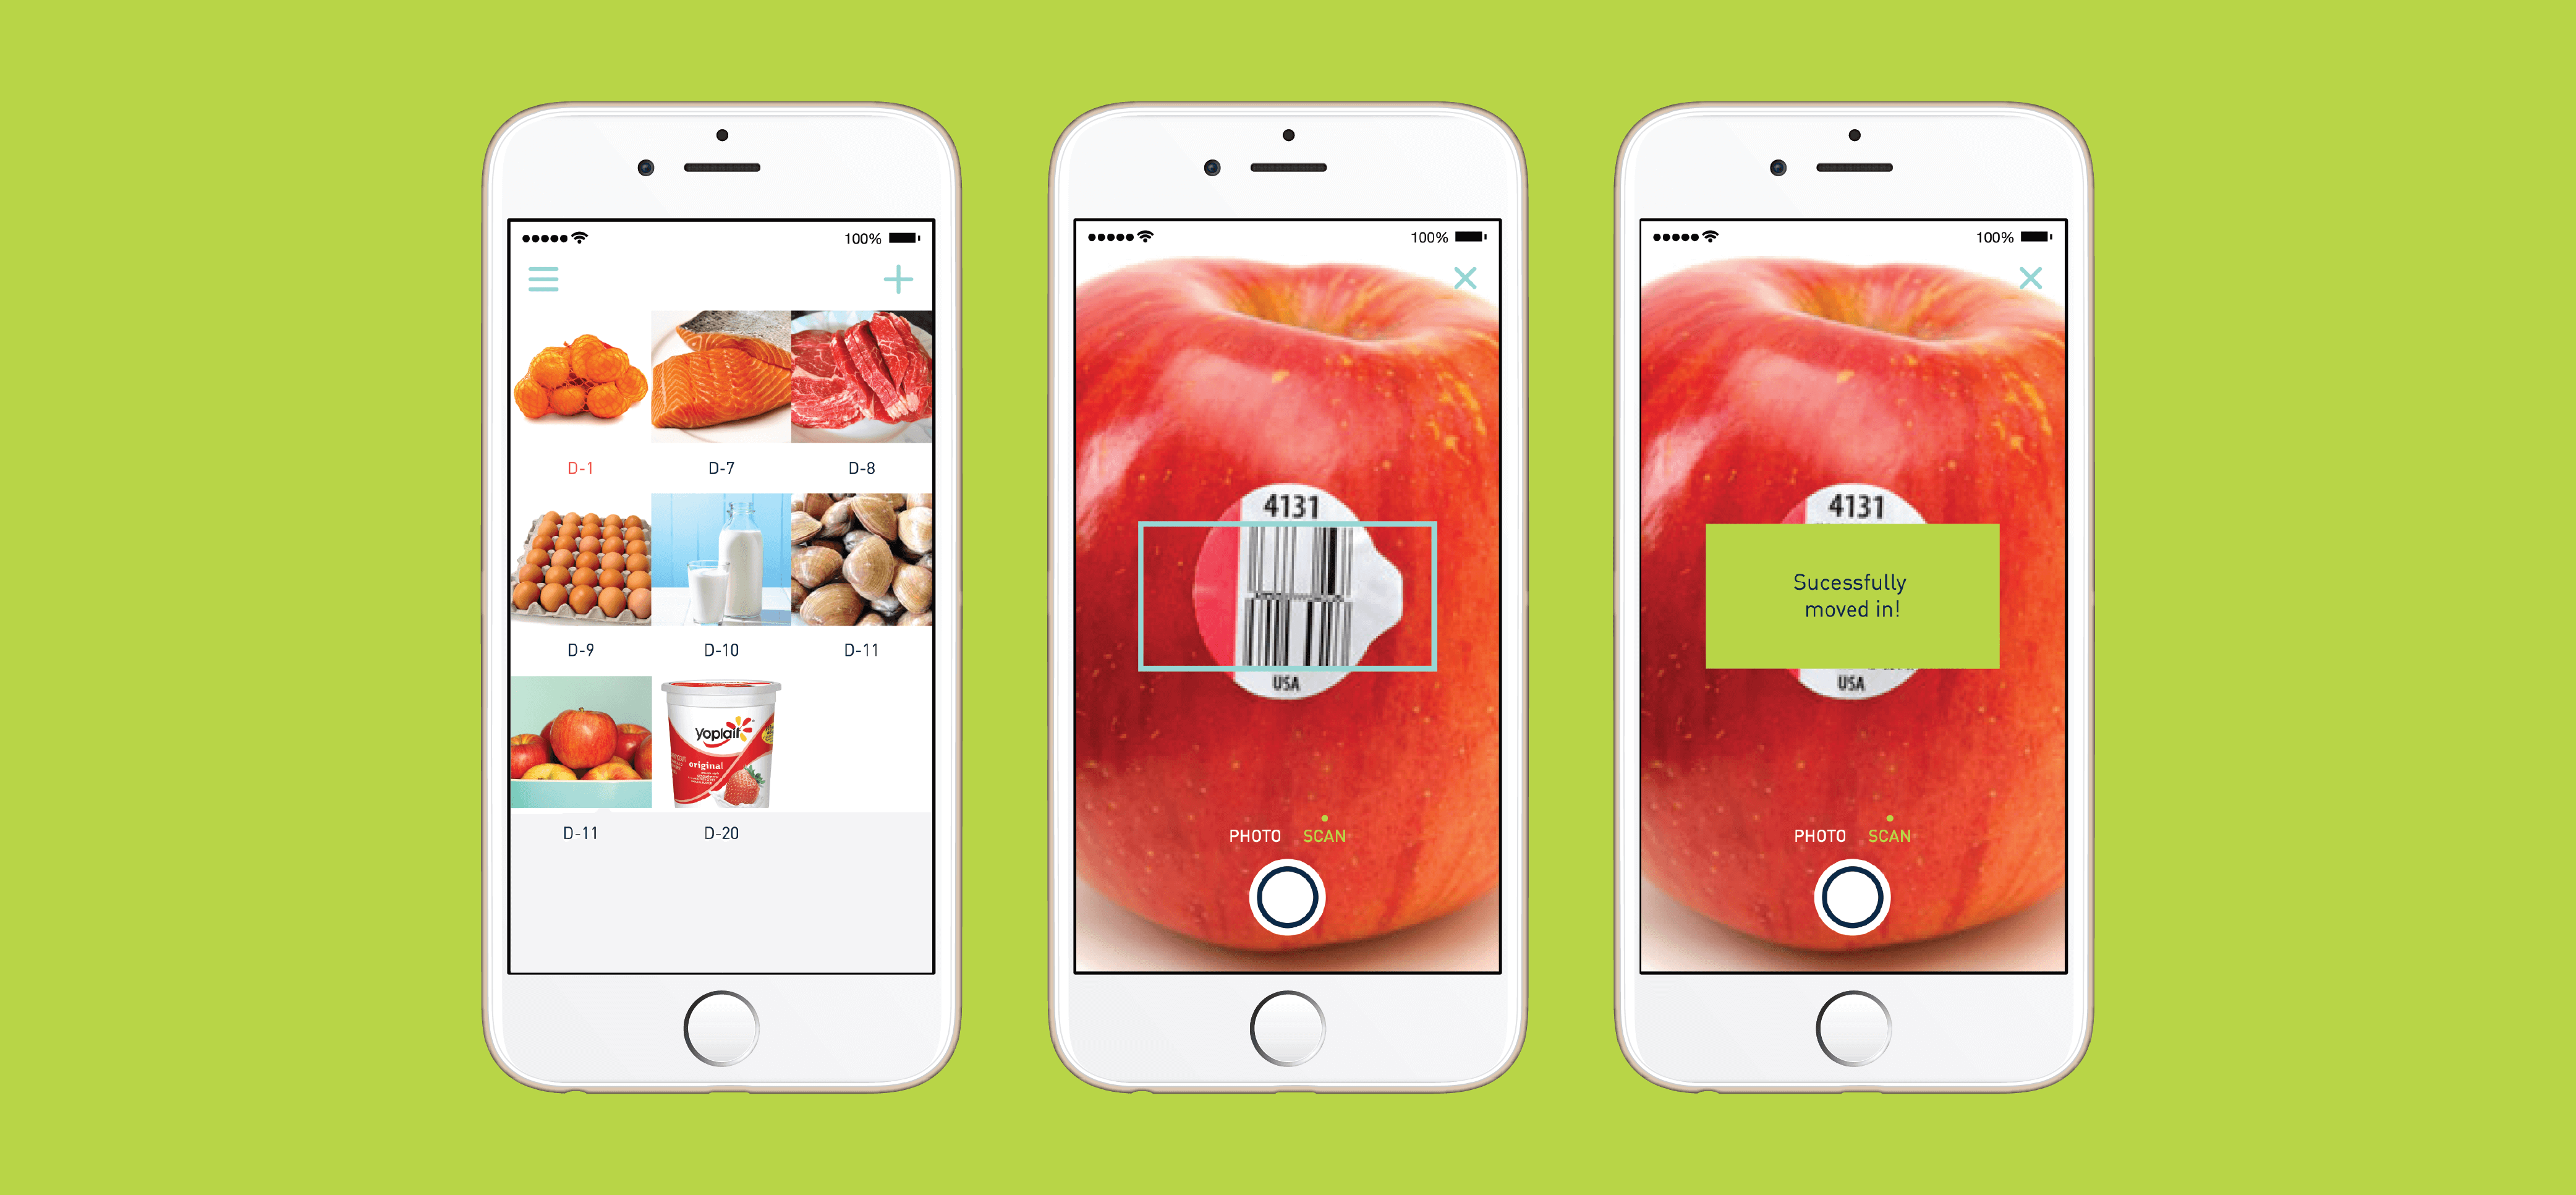 100%
D-1
D-7
D-8
D-9
D-10
D-11
Yoplait
original
D-11
D-20
100%
4131
USA
PHOTO SCAN
100%
4131
Sucessfully
moved in!
USA
PHOTO SCAN